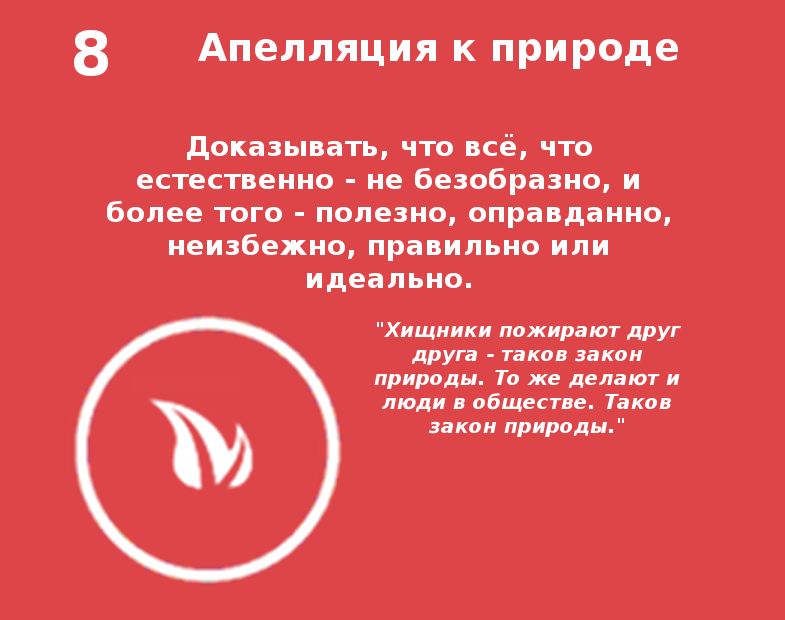 8 Апелляция к природе
Доказывать, что всё, что
естественно - не безобразно, и
более того - полезно, оправданно,
неизбежно, правильно или
идеально.
"Хищники пожирают друг
друга - таков закон
природы. То же делают и
люди в обществе. Таков
закон природы."